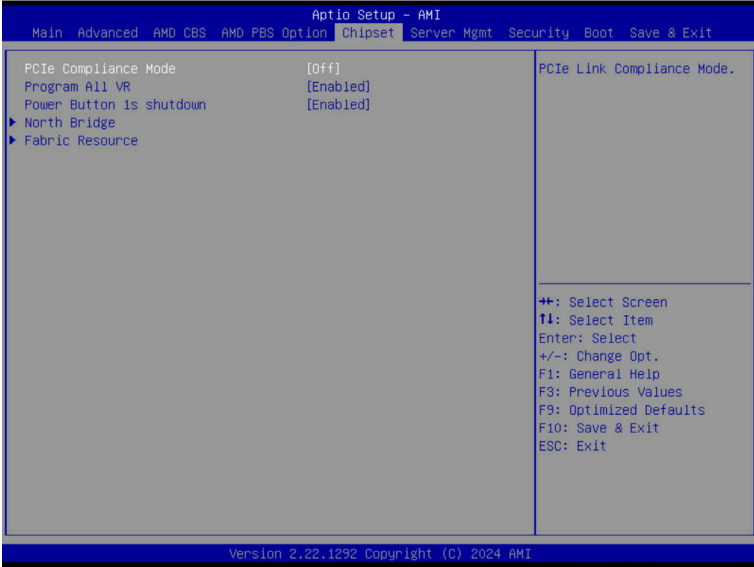 Aptio Setup - AMI
Main Advanced AMD CBS AMD PBS Option Chipset Server Mgmt Security Boot Save & Exit
PCIe Compliance Mode [Off]
Program All VR [Enabled]
Power Button 1s shutdown [Enabled]
North Bridge
Fabric Resource
PCIe Link Compliance Mode.
→←: Select Screen
↑↓: Select Item
Enter: Select
+/-: Change Opt.
F1: General Help
F3: Previous Values
F9: Optimized Defaults
F10: Save & Exit
ESC: Exit
Version 2.22.1292 Copyright (C) 2024 AMI